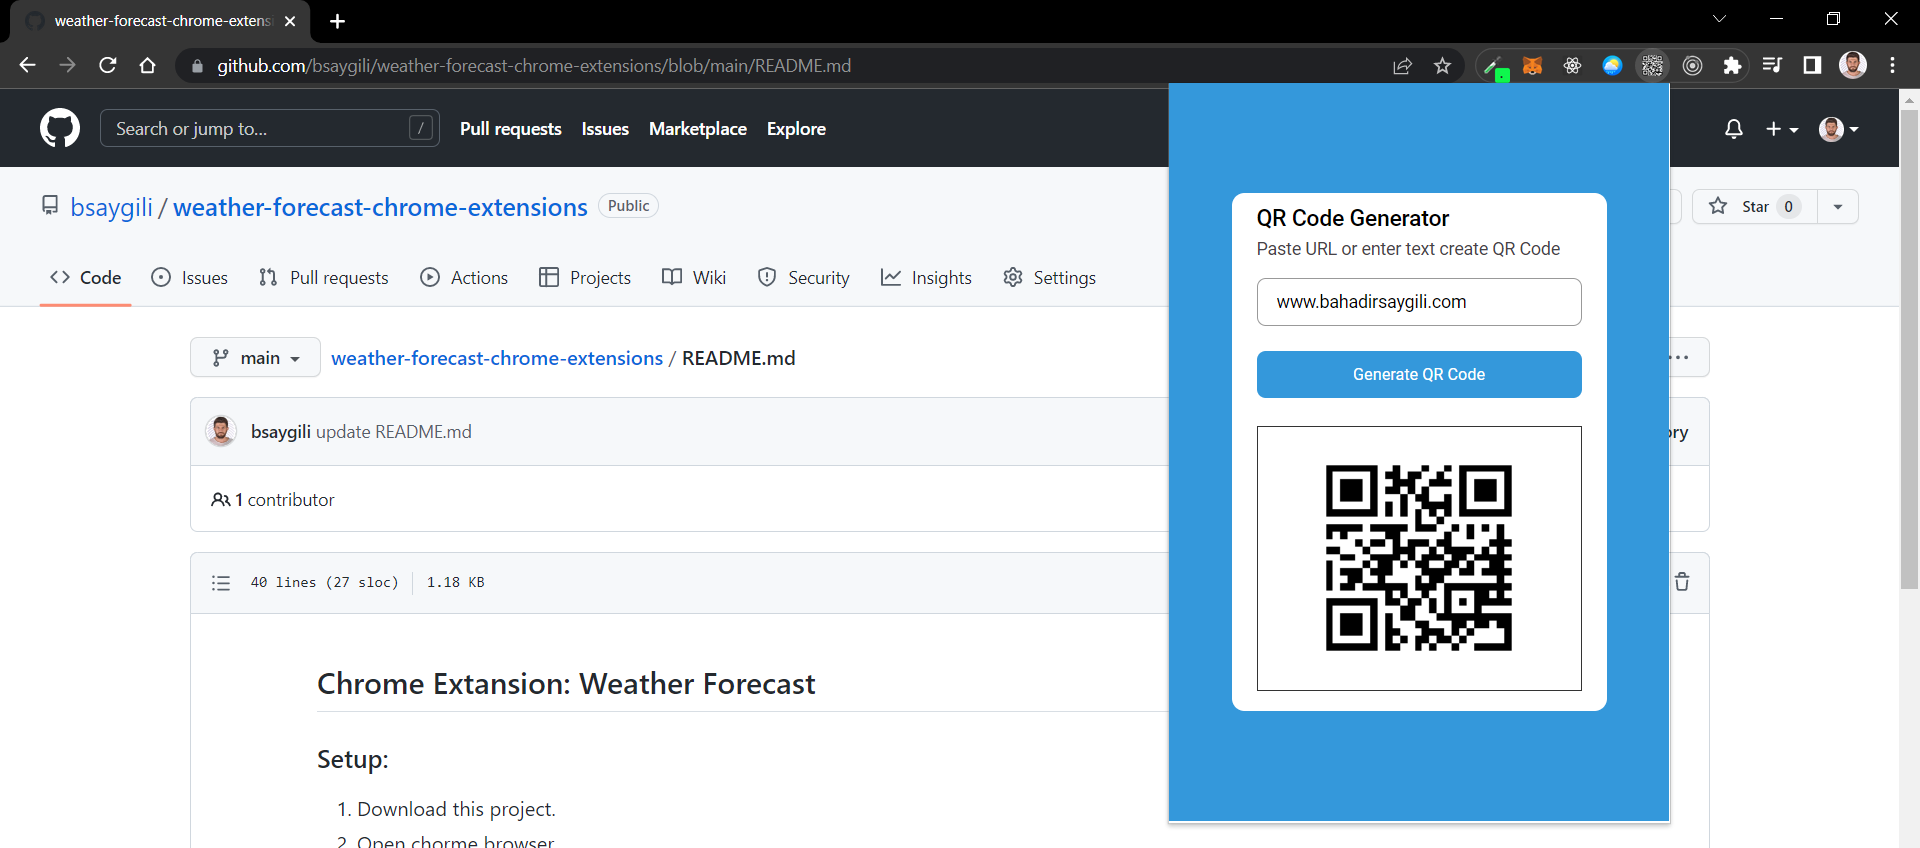 weather-forecast-chrome-extens
github.com/bsaygili/weather-forecast-chrome-extensions/blob/main/README.md
Search or jump to...
/
Pull requests
Issues
Marketplace
Explore
bsaygili / weather-forecast-chrome-extensions
Public
Star 0
Code
Issues
Pull requests
Actions
Projects
Wiki
Security
Insights
Settings
main
weather-forecast-chrome-extensions / README.md
bsaygili update README.md
ory
1 contributor
40 lines (27 sloc)
1.18 KB
Chrome Extansion: Weather Forecast
Setup:
1. Download this project.
2. Open chorme browser
QR Code Generator
Paste URL or enter text create QR Code
www.bahadirsaygili.com
Generate QR Code